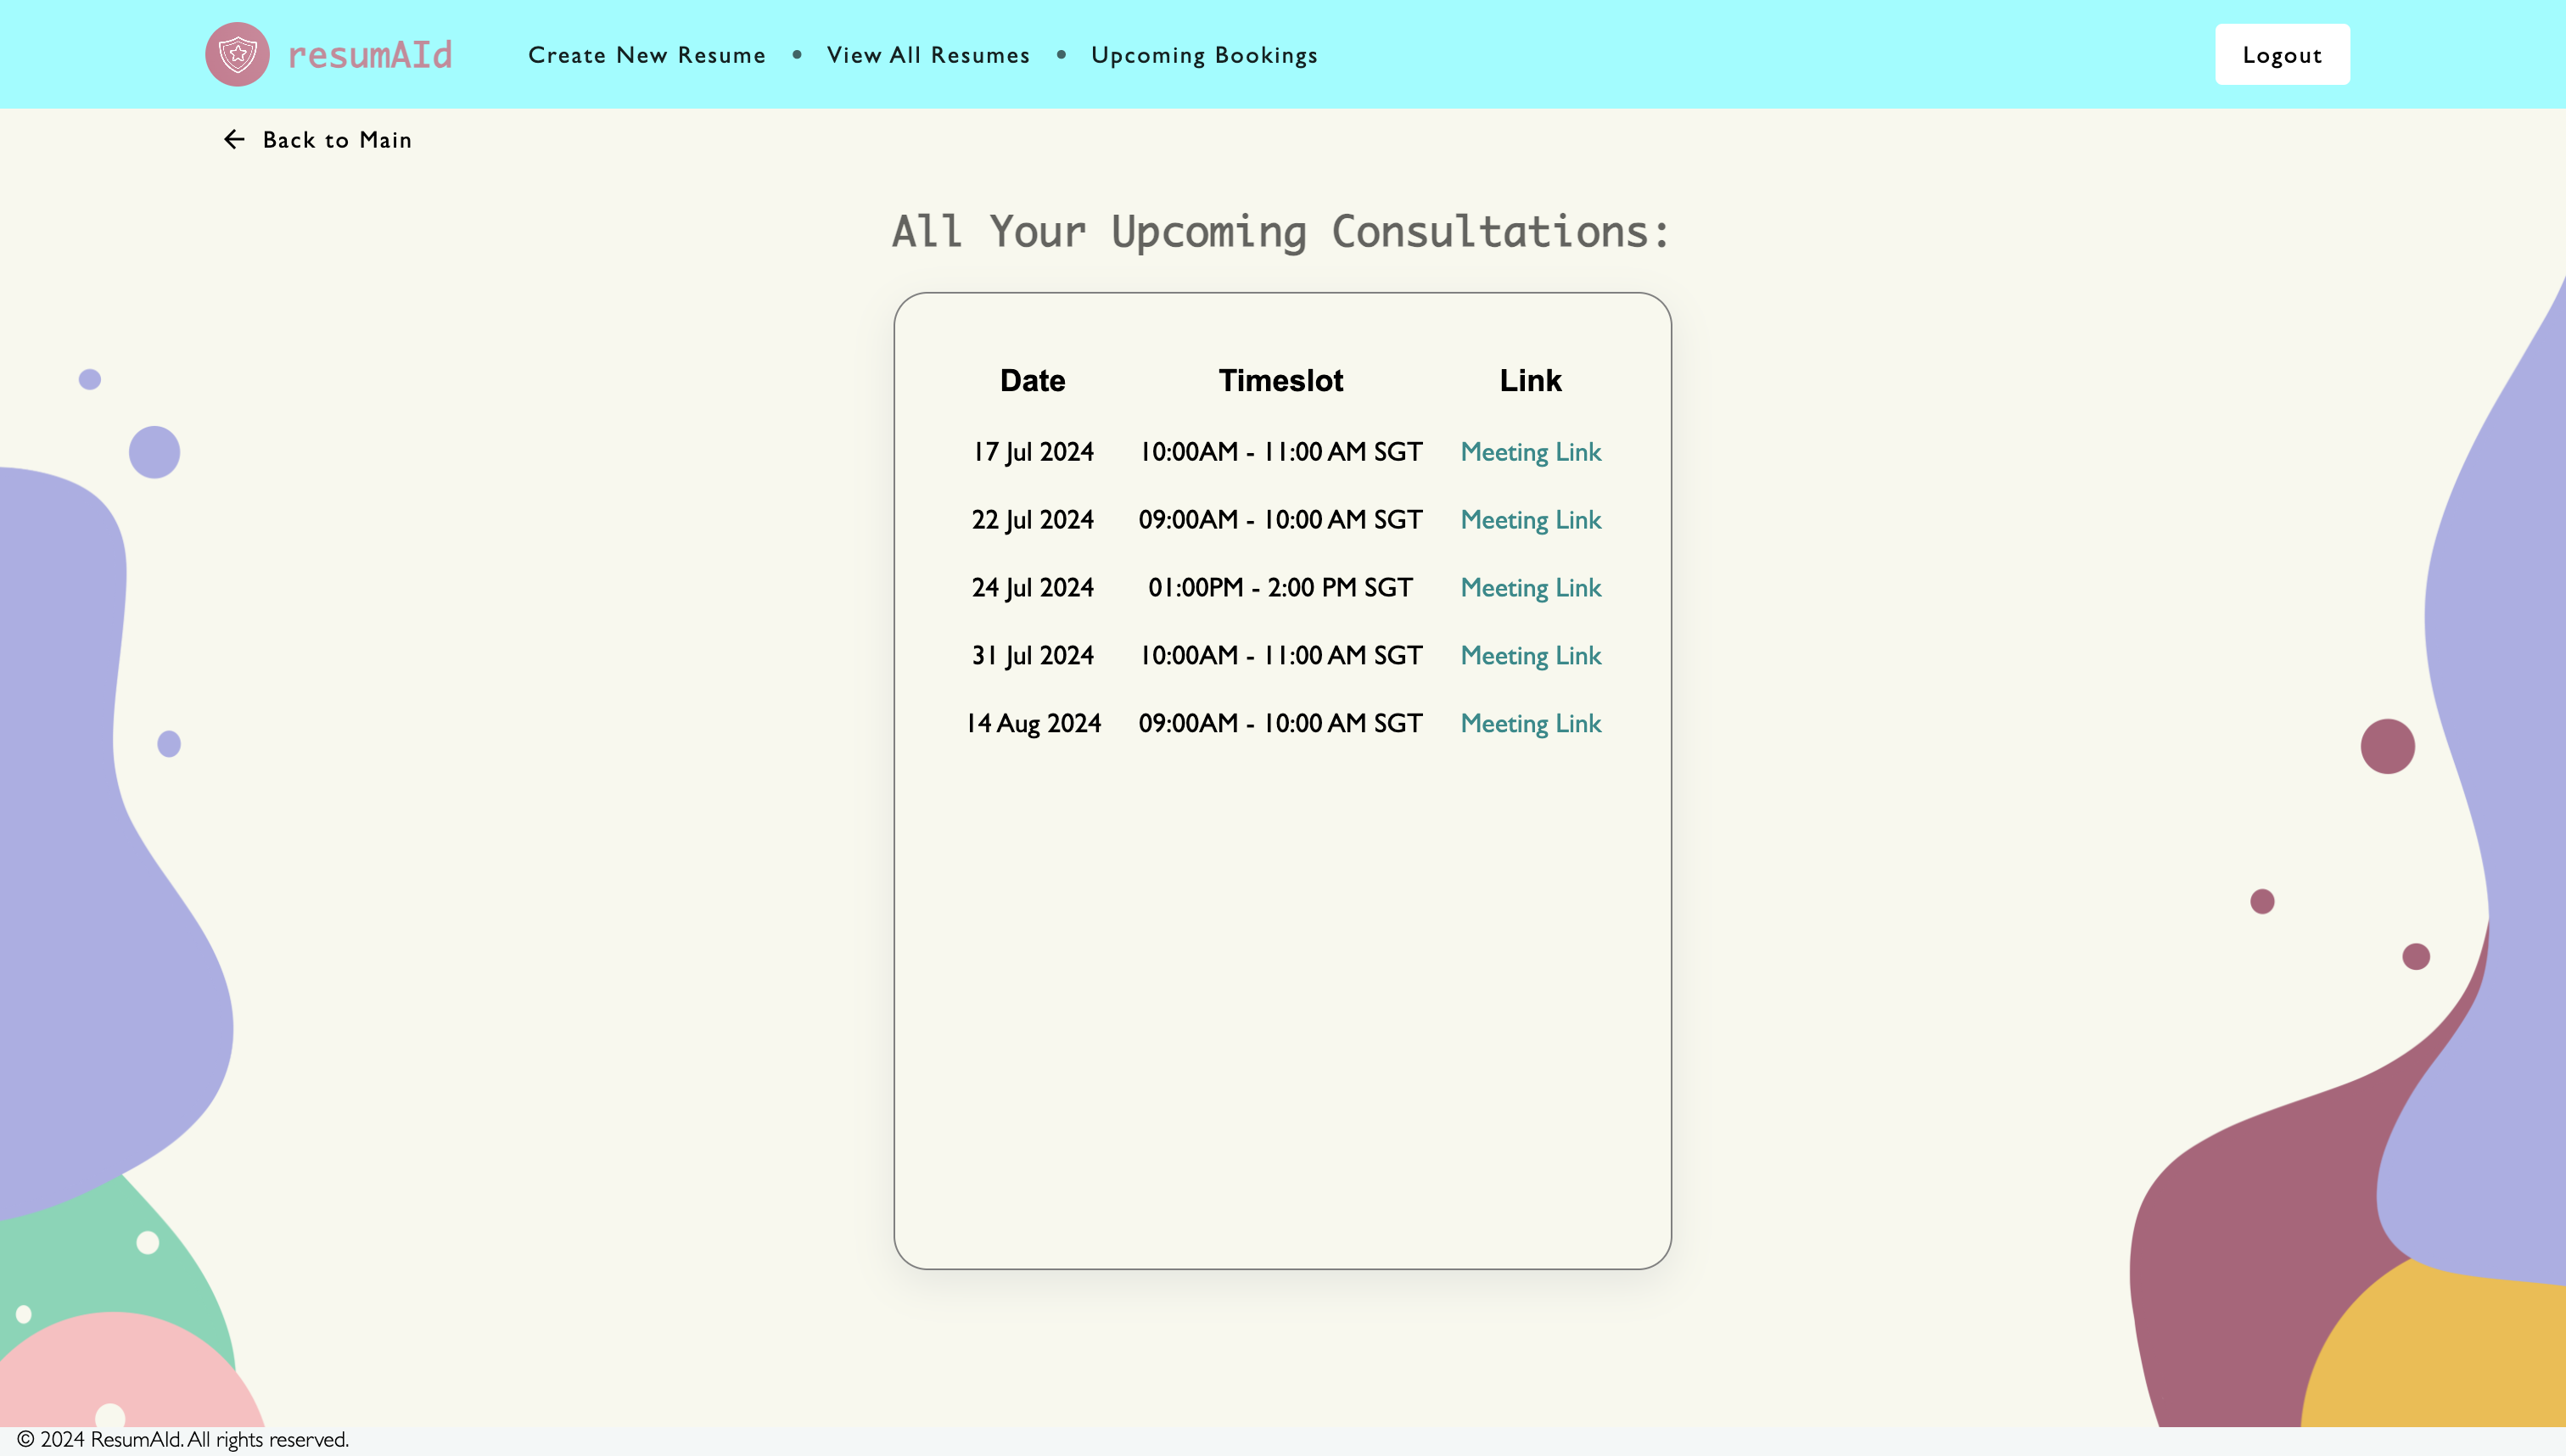 resumAId Create New Resume • View All Resumes • Upcoming Bookings Logout
← Back to Main
All Your Upcoming Consultations:
Date Timeslot Link
17 Jul 2024 10:00AM - 11:00 AM SGT Meeting Link
22 Jul 2024 09:00AM - 10:00 AM SGT Meeting Link
24 Jul 2024 01:00PM - 2:00 PM SGT Meeting Link
31 Jul 2024 10:00AM - 11:00 AM SGT Meeting Link
14 Aug 2024 09:00AM - 10:00 AM SGT Meeting Link
© 2024 ResumAId. All rights reserved.